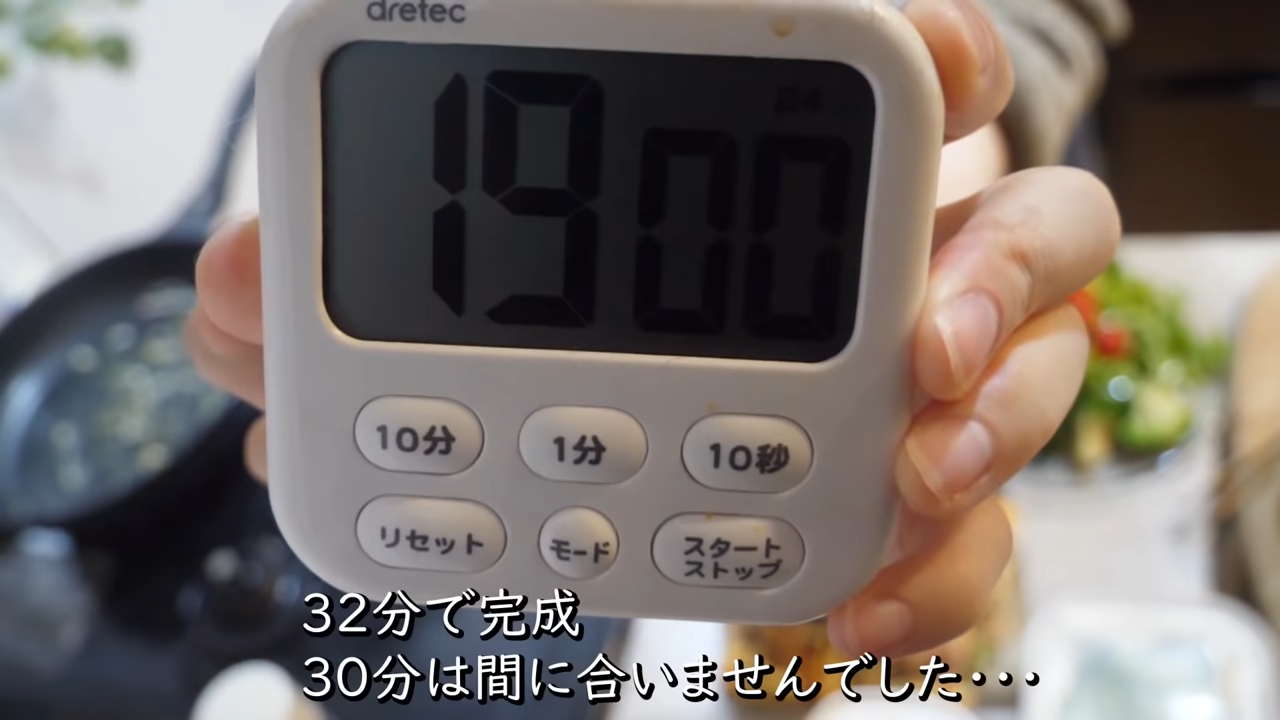 dretec
24
19 00
10分
1分
10秒
リセット
モード
スタート
ストップ
32分で完成
30分は間に合いませんでした・・・